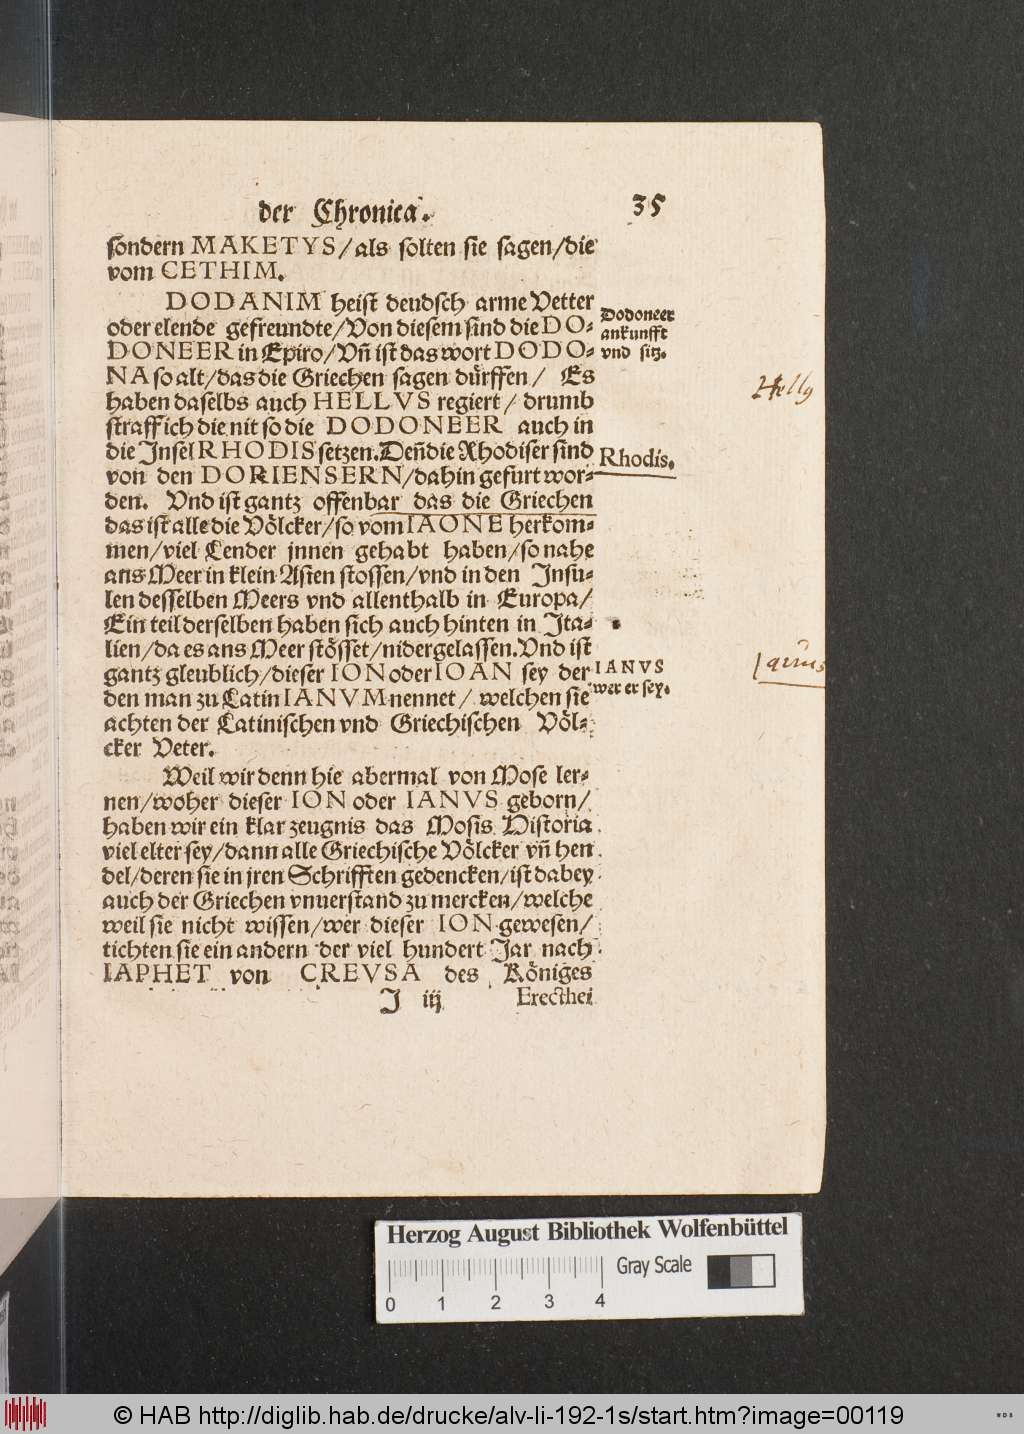 der Chronica.
35
sondern MAKETYS/als solten sie sagen/die
vom CETHIM.
DODANIM heist deudsch arme Vetter
oder elende gefreundte/Von diesem sind die DO-
DONEER in Epiro/Vñ ist das wort DODO-
NA so alt/das die Griechen sagen dürffen/ Es
haben daselbs auch HELLVS regiert/ drumb
straff ich die nit so die DODONEER auch in
die Insel RHODIS setzen. Deñ die Rhodiser sind
von den DORIENSERN/dahin gefurt wor-
den. Vnd ist gantz offenbar das die Griechen
das ist alle die Völcker/so vom IAONE herkom-
men/viel Lender jnnen gehabt haben/so nahe
ans Meer in klein Asien stossen/vnd in den Insu-
len desselben Meers vnd allenthalb in Europa/
Ein teil derselben haben sich auch hinten in Ita-
lien/da es ans Meer stösset/nidergelassen. Vnd ist
gantz gleublich/dieser ION oder IOAN sey der
den man zu Latin IANVM nennet/ welchen sie
achten der Latinischen vnd Griechischen Völ-
cker Veter.
Weil wir denn hie abermal von Mose ler-
nen/woher dieser ION oder IANVS geborn/
haben wir ein klar zeugnis das Mosis Historia
viel elter sey/dann alle Griechische Völcker vñ hen
del/deren sie in jren Schrifften gedencken/ist dabey
auch der Griechen vnuerstand zu mercken/welche
weil sie nicht wissen/wer dieser ION gewesen/
tichten sie ein andern der viel hundert Jar nach
IAPHET von CREVSA des Königes
J iij
Erecthei
Dodoneer
ankunfft
vnd sitz.
Rhodis.
IANVS
wer er sey.
Hellg
Ianus
Herzog August Bibliothek Wolfenbüttel
Gray Scale
0 1 2 3 4
© HAB http://diglib.hab.de/drucke/alv-li-192-1s/start.htm?image=00119
WDB